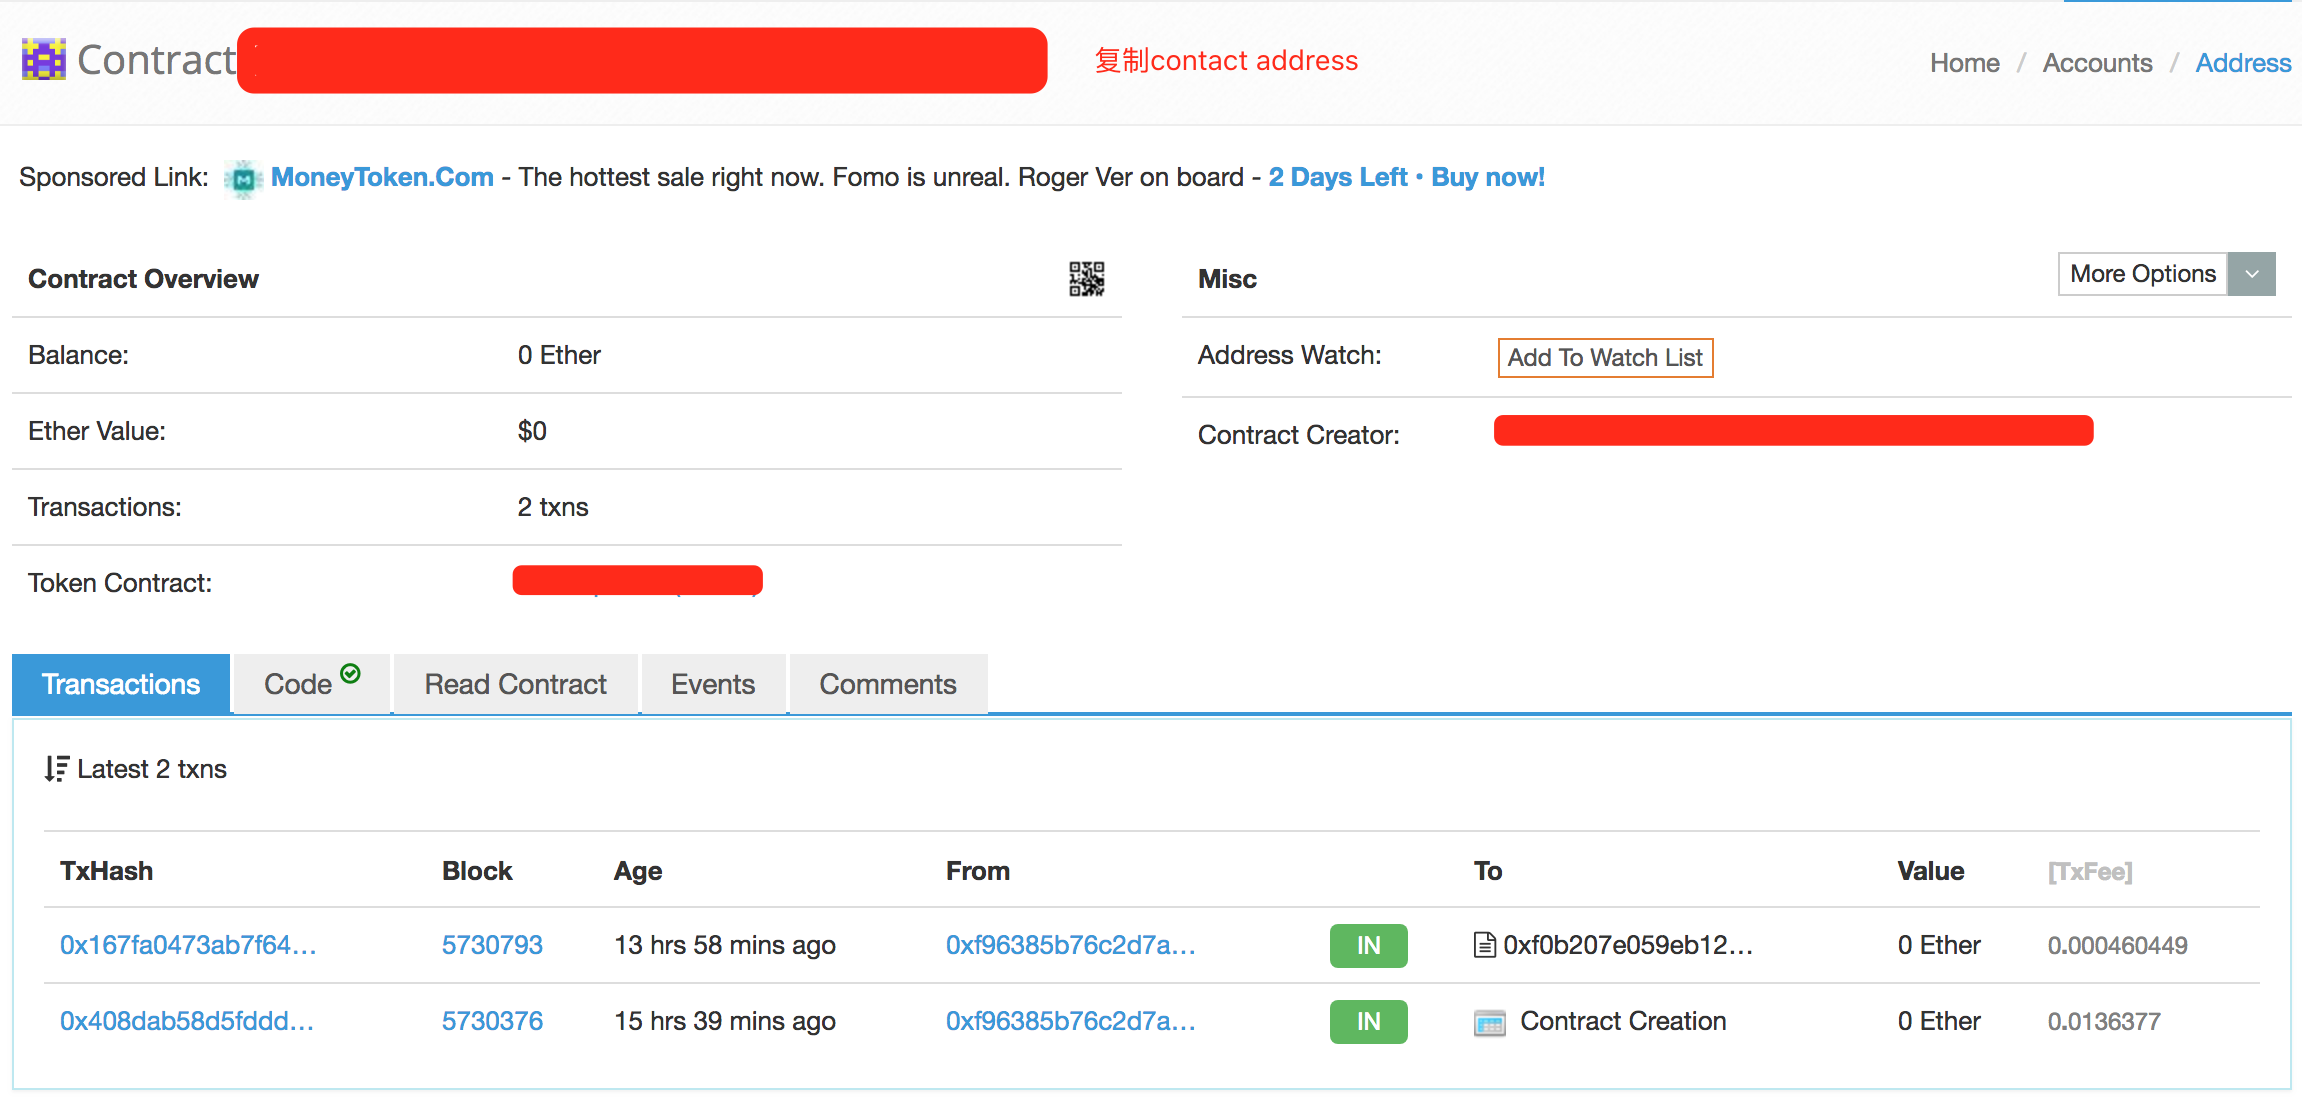 Contract 复制contact address Home / Accounts / Address
Sponsored Link: MoneyToken.Com - The hottest sale right now. Fomo is unreal. Roger Ver on board - 2 Days Left • Buy now!
Contract Overview
Balance: 0 Ether
Ether Value: $0
Transactions: 2 txns
Token Contract:
Misc More Options
Address Watch: Add To Watch List
Contract Creator:
Transactions Code Read Contract Events Comments
Latest 2 txns
TxHash Block Age From To Value [TxFee]
0x167fa0473ab7f64... 5730793 13 hrs 58 mins ago 0xf96385b76c2d7a... IN 0xf0b207e059eb12... 0 Ether 0.000460449
0x408dab58d5fddd... 5730376 15 hrs 39 mins ago 0xf96385b76c2d7a... IN Contract Creation 0 Ether 0.0136377